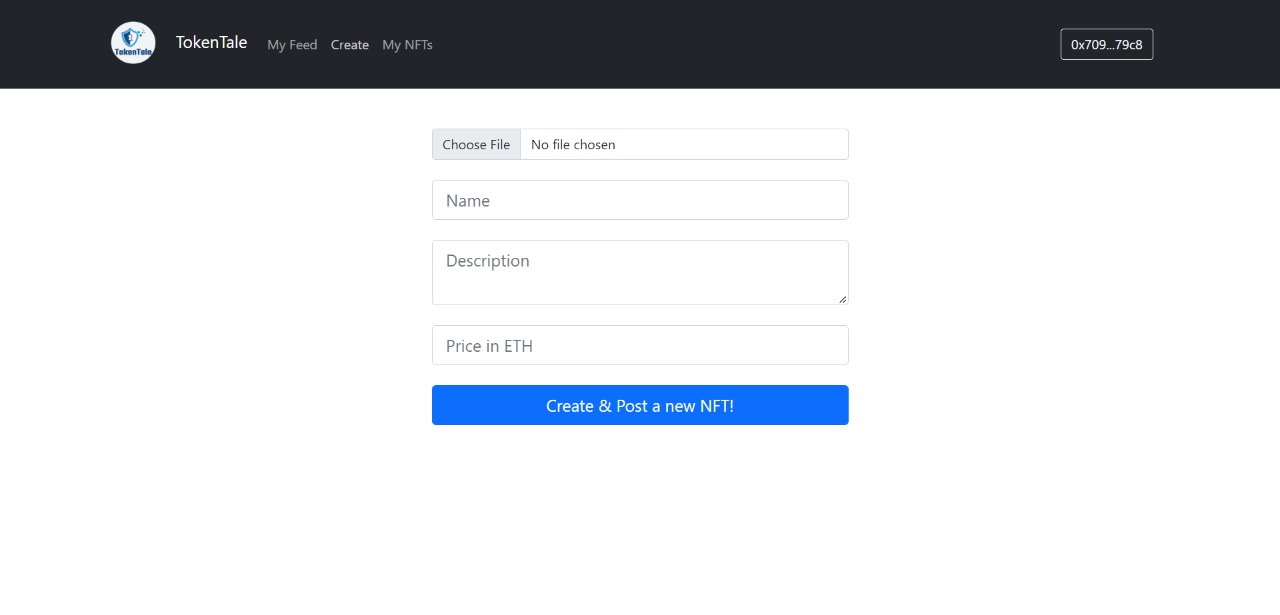 TokenTale
TokenTale My Feed Create My NFTs 0x709...79c8
Choose File No file chosen
Name
Description
Price in ETH
Create & Post a new NFT!